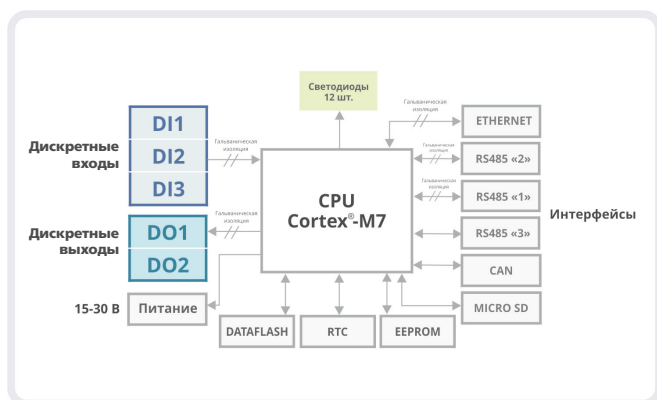 Светодиоды
12 шт.
Гальваническая
изоляция
ETHERNET
DI1
Дискретные
входы
DI2
DI3
Гальваническая
изоляция
Гальваническая
изоляция
RS485 «2»
Гальваническая
изоляция
RS485 «1»
CPU
Cortex®-M7
Интерфейсы
Дискретные
выходы
DO1
DO2
Гальваническая
изоляция
RS485 «3»
CAN
15-30 В
Питание
MICRO SD
DATAFLASH
RTC
EEPROM